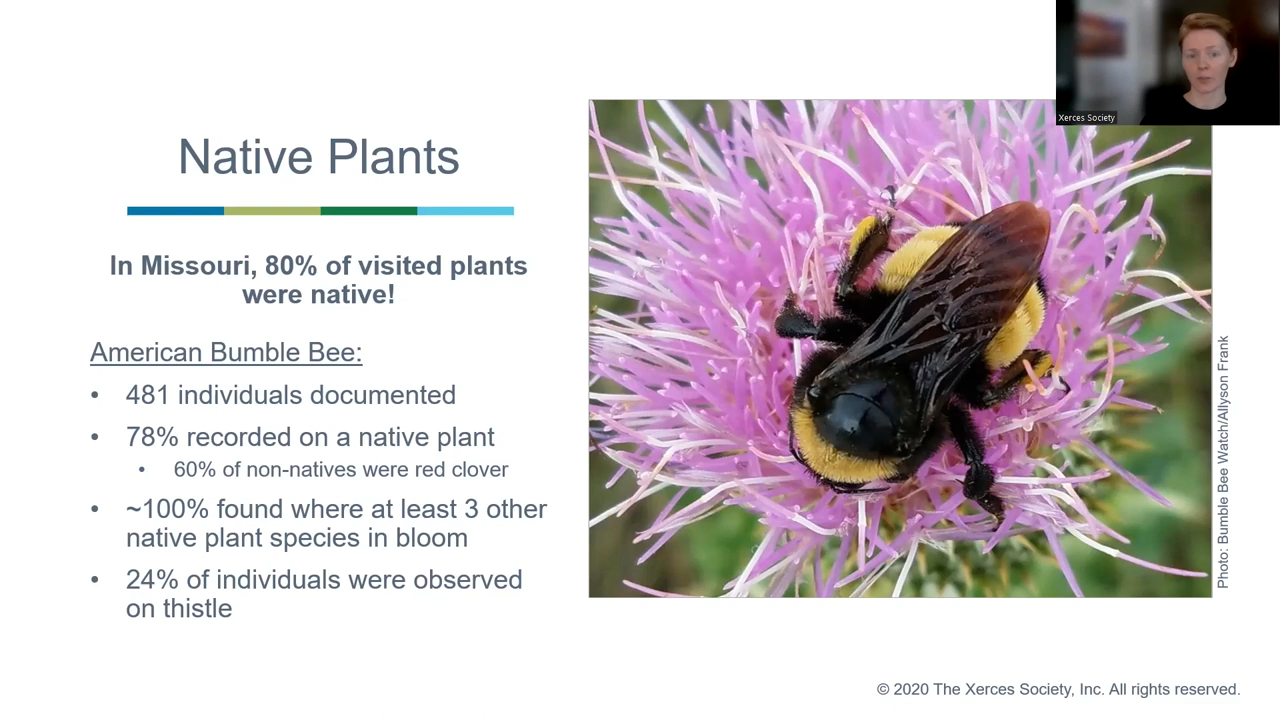 Xerces Society
Native Plants
In Missouri, 80% of visited plants
were native!
American Bumble Bee:
• 481 individuals documented
• 78% recorded on a native plant
• 60% of non-natives were red clover
• ~100% found where at least 3 other
native plant species in bloom
• 24% of individuals were observed
on thistle
Photo: Bumble Bee Watch/Allyson Frank
© 2020 The Xerces Society, Inc. All rights reserved.